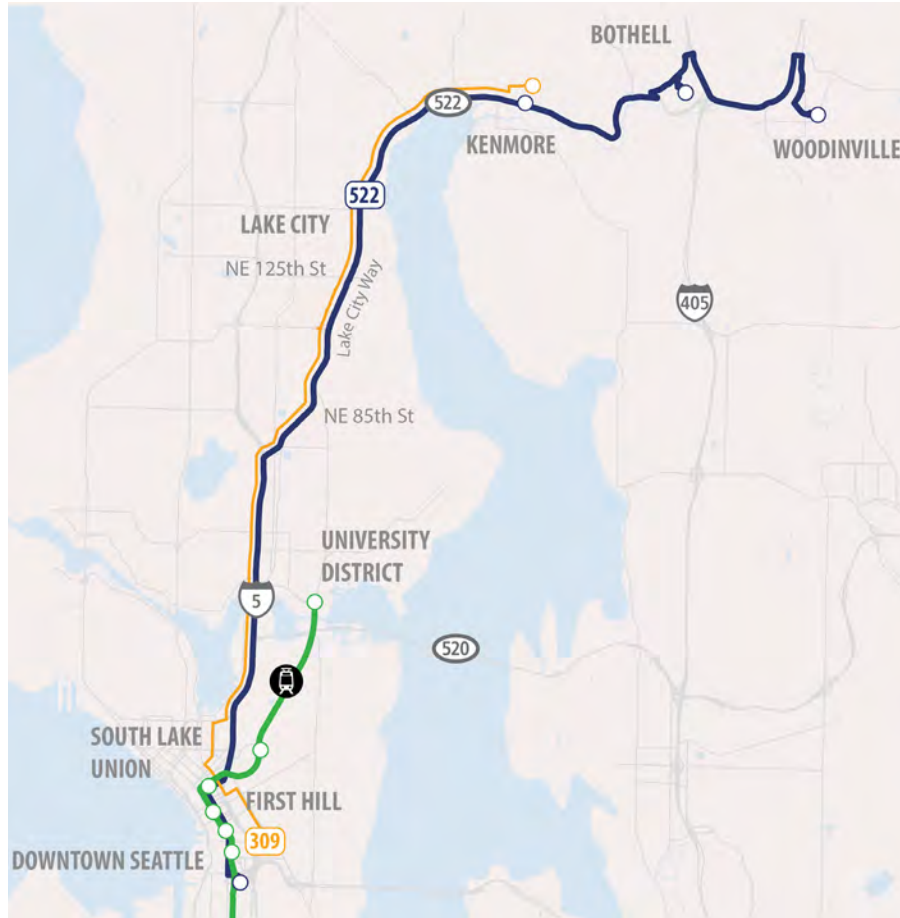 BOTHELL
522
KENMORE
WOODINVILLE
522
LAKE CITY
NE 125th St
Lake City Way
405
NE 85th St
UNIVERSITY
DISTRICT
5
520
SOUTH LAKE
UNION
FIRST HILL
309
DOWNTOWN SEATTLE